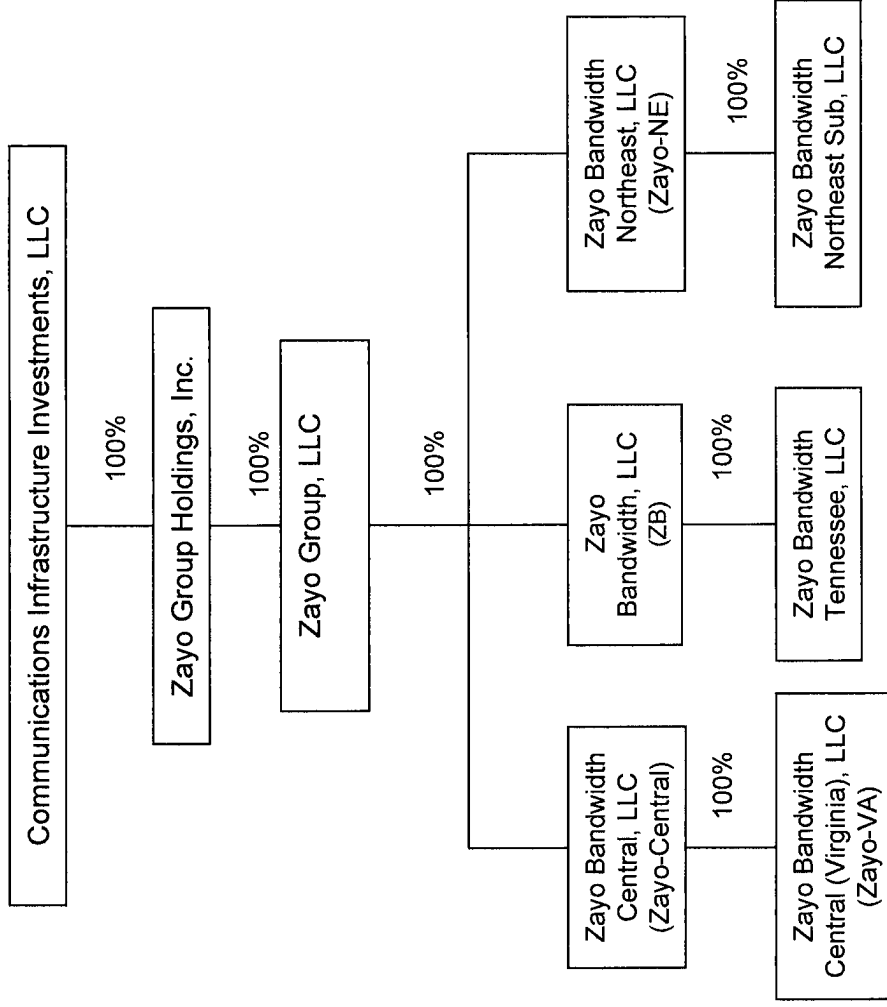 Communications Infrastructure Investments, LLC
100%
Zayo Group Holdings, Inc.
100%
Zayo Group, LLC
100%
Zayo Bandwidth
Central, LLC
(Zayo-Central)
Zayo
Bandwidth, LLC
(ZB)
Zayo Bandwidth
Northeast, LLC
(Zayo-NE)
100%
100%
100%
Zayo Bandwidth
Central (Virginia), LLC
(Zayo-VA)
Zayo Bandwidth
Tennessee, LLC
Zayo Bandwidth
Northeast Sub, LLC